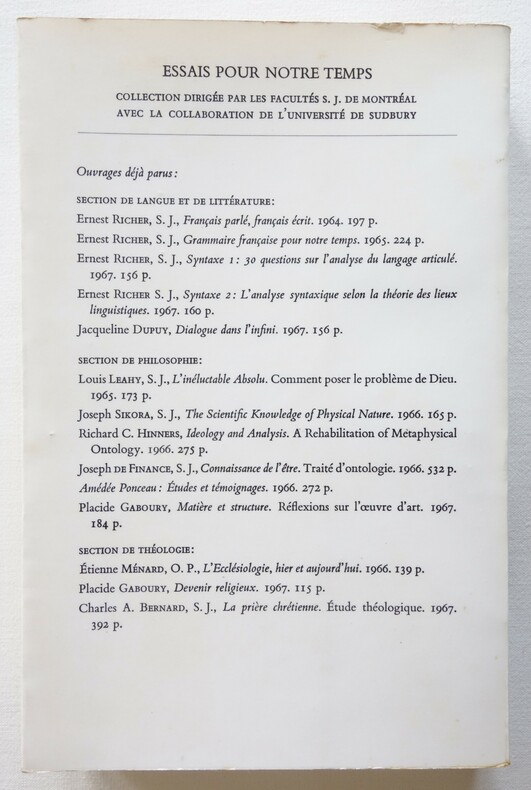 ESSAIS POUR NOTRE TEMPS
COLLECTION DIRIGÉE PAR LES FACULTÉS S. J. DE MONTRÉAL
AVEC LA COLLABORATION DE L'UNIVERSITÉ DE SUDBURY
Ouvrages déjà parus :
SECTION DE LANGUE ET DE LITTÉRATURE :
Ernest RICHER, S. J., Français parlé, français écrit. 1964. 197 p.
Ernest RICHER, S. J., Grammaire française pour notre temps. 1965. 224 p.
Ernest RICHER, S. J., Syntaxe 1 : 30 questions sur l'analyse du langage articulé.
1967. 156 p.
Ernest RICHER S. J., Syntaxe 2 : L'analyse syntaxique selon la théorie des lieux
linguistiques. 1967. 160 p.
Jacqueline DUPUY, Dialogue dans l'infini. 1967. 156 p.
SECTION DE PHILOSOPHIE :
Louis LEAHY, S. J., L'inéluctable Absolu. Comment poser le problème de Dieu.
1965. 173 p.
Joseph SIKORA, S. J., The Scientific Knowledge of Physical Nature. 1966. 165 p.
Richard C. HINNERS, Ideology and Analysis. A Rehabilitation of Metaphysical
Ontology. 1966. 275 p.
Joseph DE FINANCE, S. J., Connaissance de l'être. Traité d'ontologie. 1966. 532 p.
Amédée Ponceau : Études et témoignages. 1966. 272 p.
Placide GABOURY, Matière et structure. Réflexions sur l'œuvre d'art. 1967.
184 p.
SECTION DE THÉOLOGIE :
Étienne MÉNARD, O. P., L'Ecclésiologie, hier et aujourd'hui. 1966. 139 p.
Placide GABOURY, Devenir religieux. 1967. 115 p.
Charles A. BERNARD, S. J., La prière chrétienne. Étude théologique. 1967.
392 p.